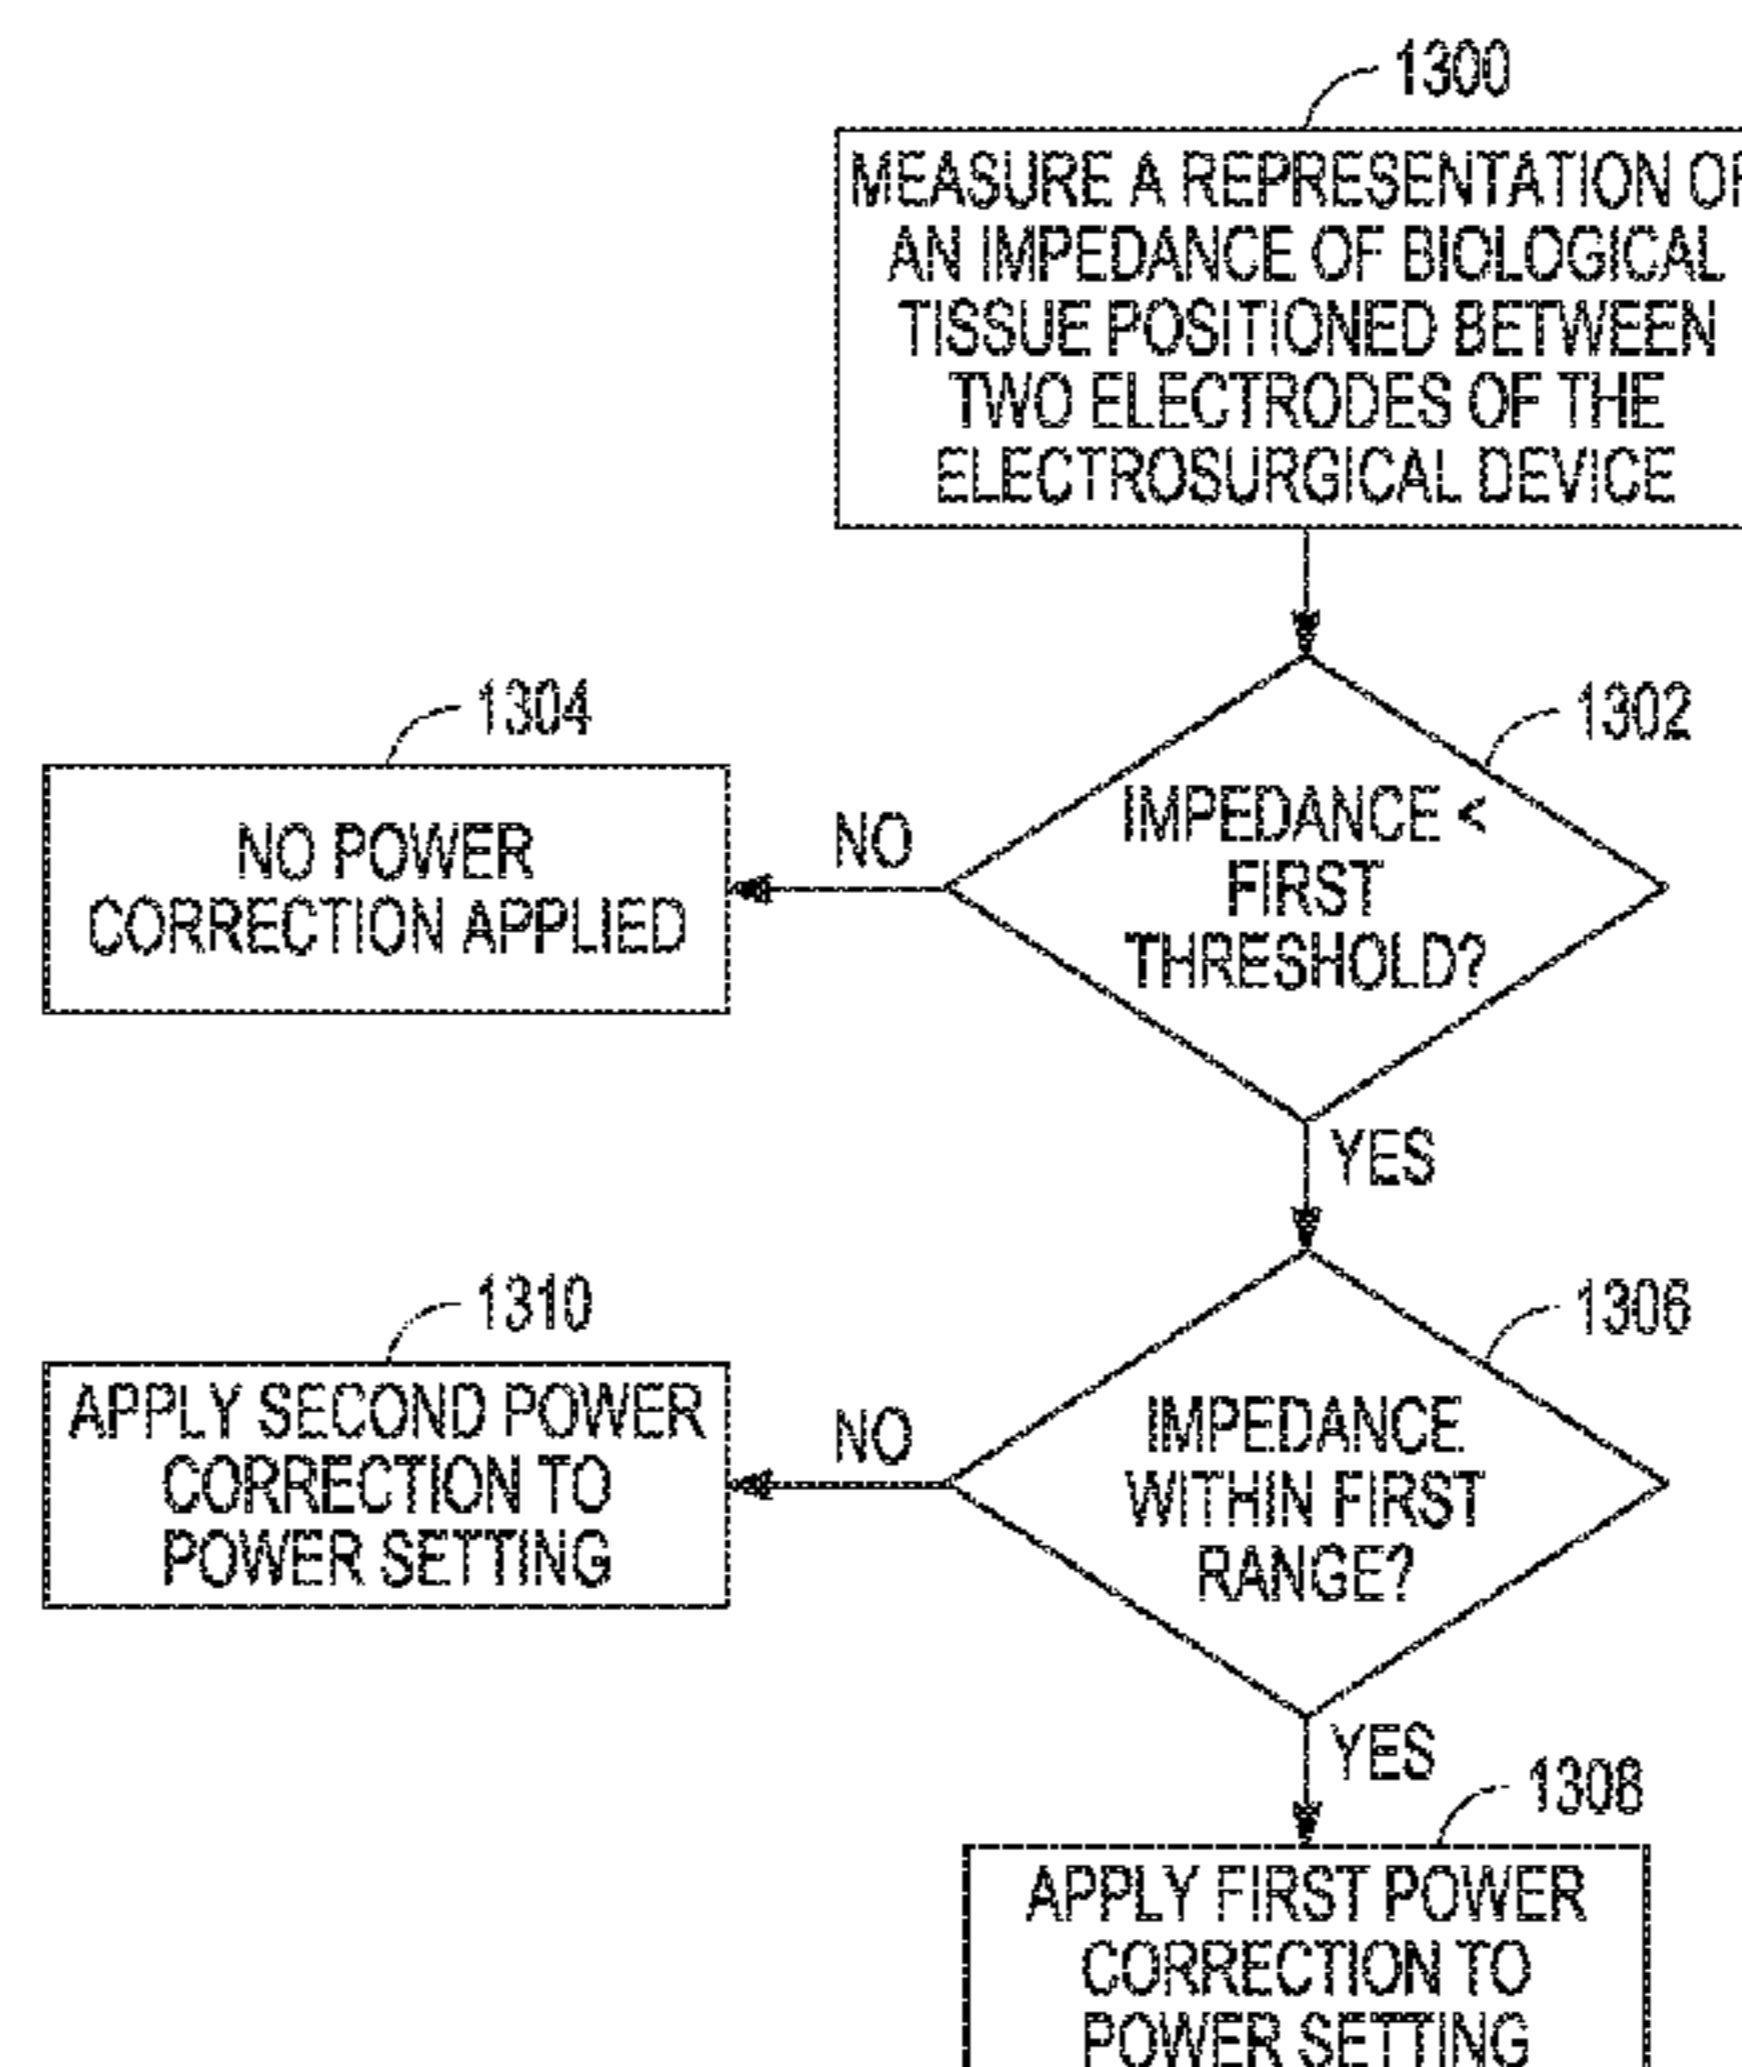 1300
MEASURE A REPRESENTATION OF
AN IMPEDANCE OF BIOLOGICAL
TISSUE POSITIONED BETWEEN
TWO ELECTRODES OF THE
ELECTROSURGICAL DEVICE
1304
NO POWER
CORRECTION APPLIED
NO
1302
IMPEDANCE <
FIRST
THRESHOLD?
YES
1310
APPLY SECOND POWER
CORRECTION TO
POWER SETTING
NO
1306
IMPEDANCE
WITHIN FIRST
RANGE?
YES
1308
APPLY FIRST POWER
CORRECTION TO
POWER SETTING